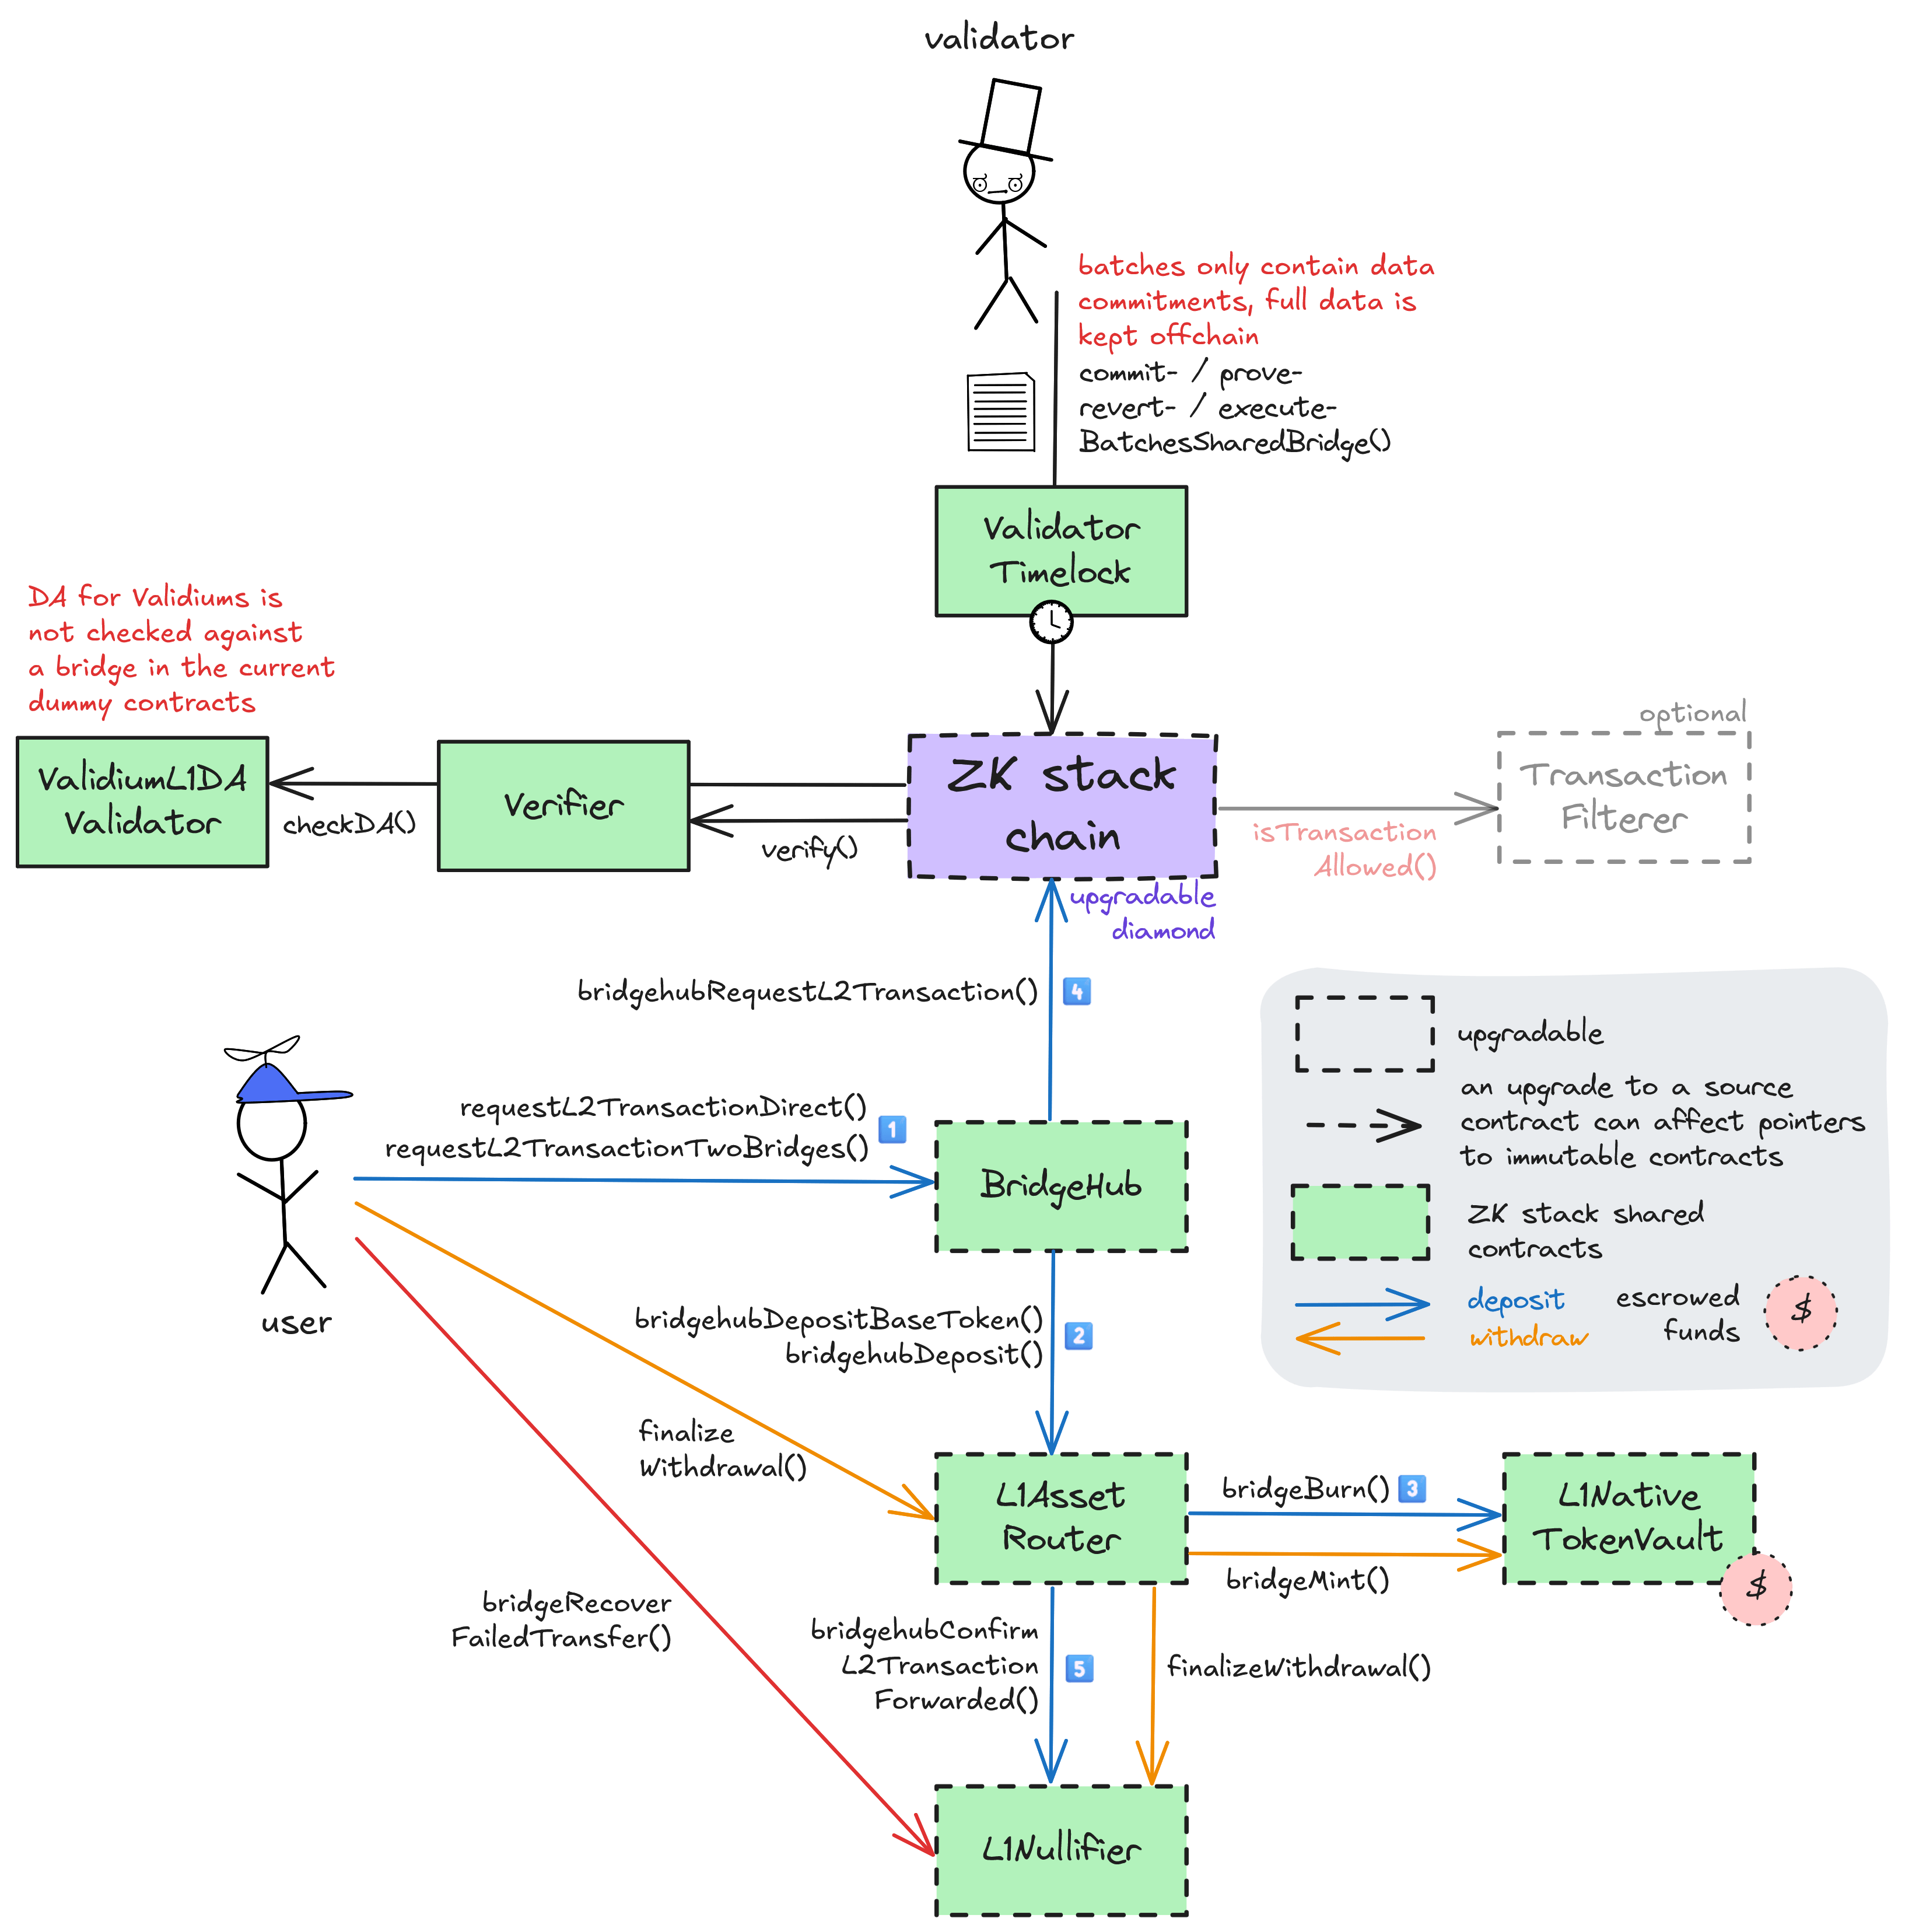 validator
batches only contain data
commitments, full data is
kept offchain
commit- / prove-
revert- / execute-
BatchesSharedBridge()
Validator
Timelock
DA for Validiums is
not checked against
a bridge in the current
dummy contracts
ValidiumL1DA
Validator
checkDA()
Verifier
verify()
ZK stack
chain
upgradable
diamond
isTransaction
Allowed()
optional
Transaction
Filterer
bridgehubRequestL2Transaction()
4
requestL2TransactionDirect()
requestL2TransactionTwoBridges()
1
BridgeHub
user
upgradable
an upgrade to a source
contract can affect pointers
to immutable contracts
ZK stack shared
contracts
deposit
withdraw
escrowed
funds
$
bridgehubDepositBaseToken()
bridgehubDeposit()
2
finalize
Withdrawal()
L1Asset
Router
bridgeBurn()
3
bridgeMint()
L1Native
TokenVault
$
bridgeRecover
FailedTransfer()
bridgehubConfirm
L2Transaction
Forwarded()
5
finalizeWithdrawal()
L1Nullifier